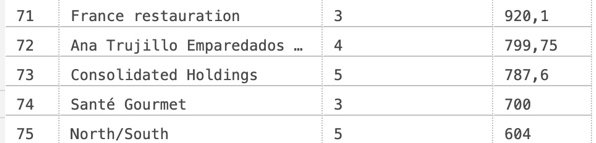 71 France restauration 3 920,1
72 Ana Trujillo Emparedados … 4 799,75
73 Consolidated Holdings 5 787,6
74 Santé Gourmet 3 700
75 North/South 5 604